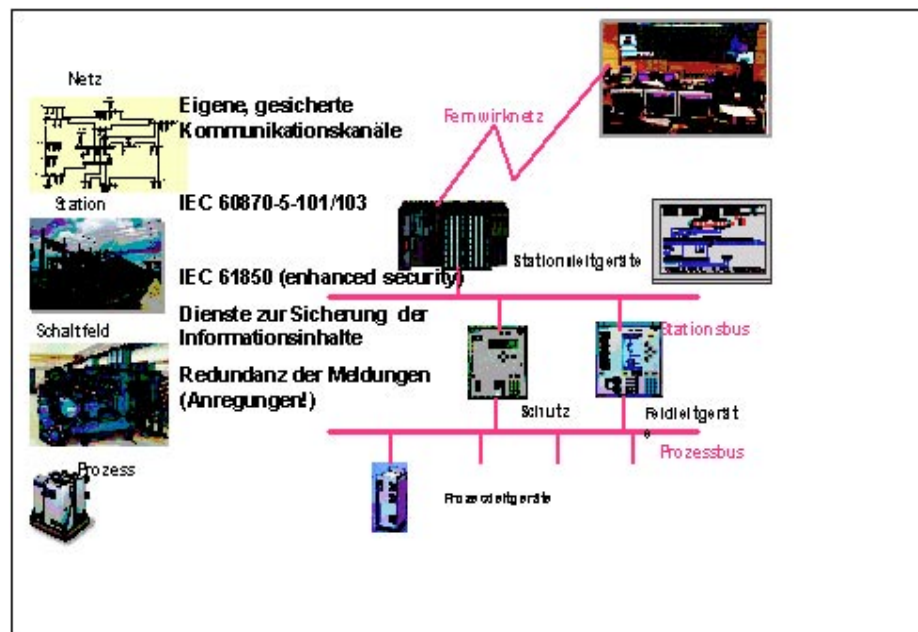 Netz
Eigene, gesicherte
Kommunikationskanäle
Fernwirknetz
Station
IEC 60870-5-101/103
Stationsleitgeräte
IEC 61850 (enhanced security)
Dienste zur Sicherung der
Informationsinhalte
Stationsbus
Schaltfeld
Redundanz der Meldungen
(Anregungen!)
Schutz
Feldleitgerät
e
Prozessbus
Prozess
Prozessleitgeräte